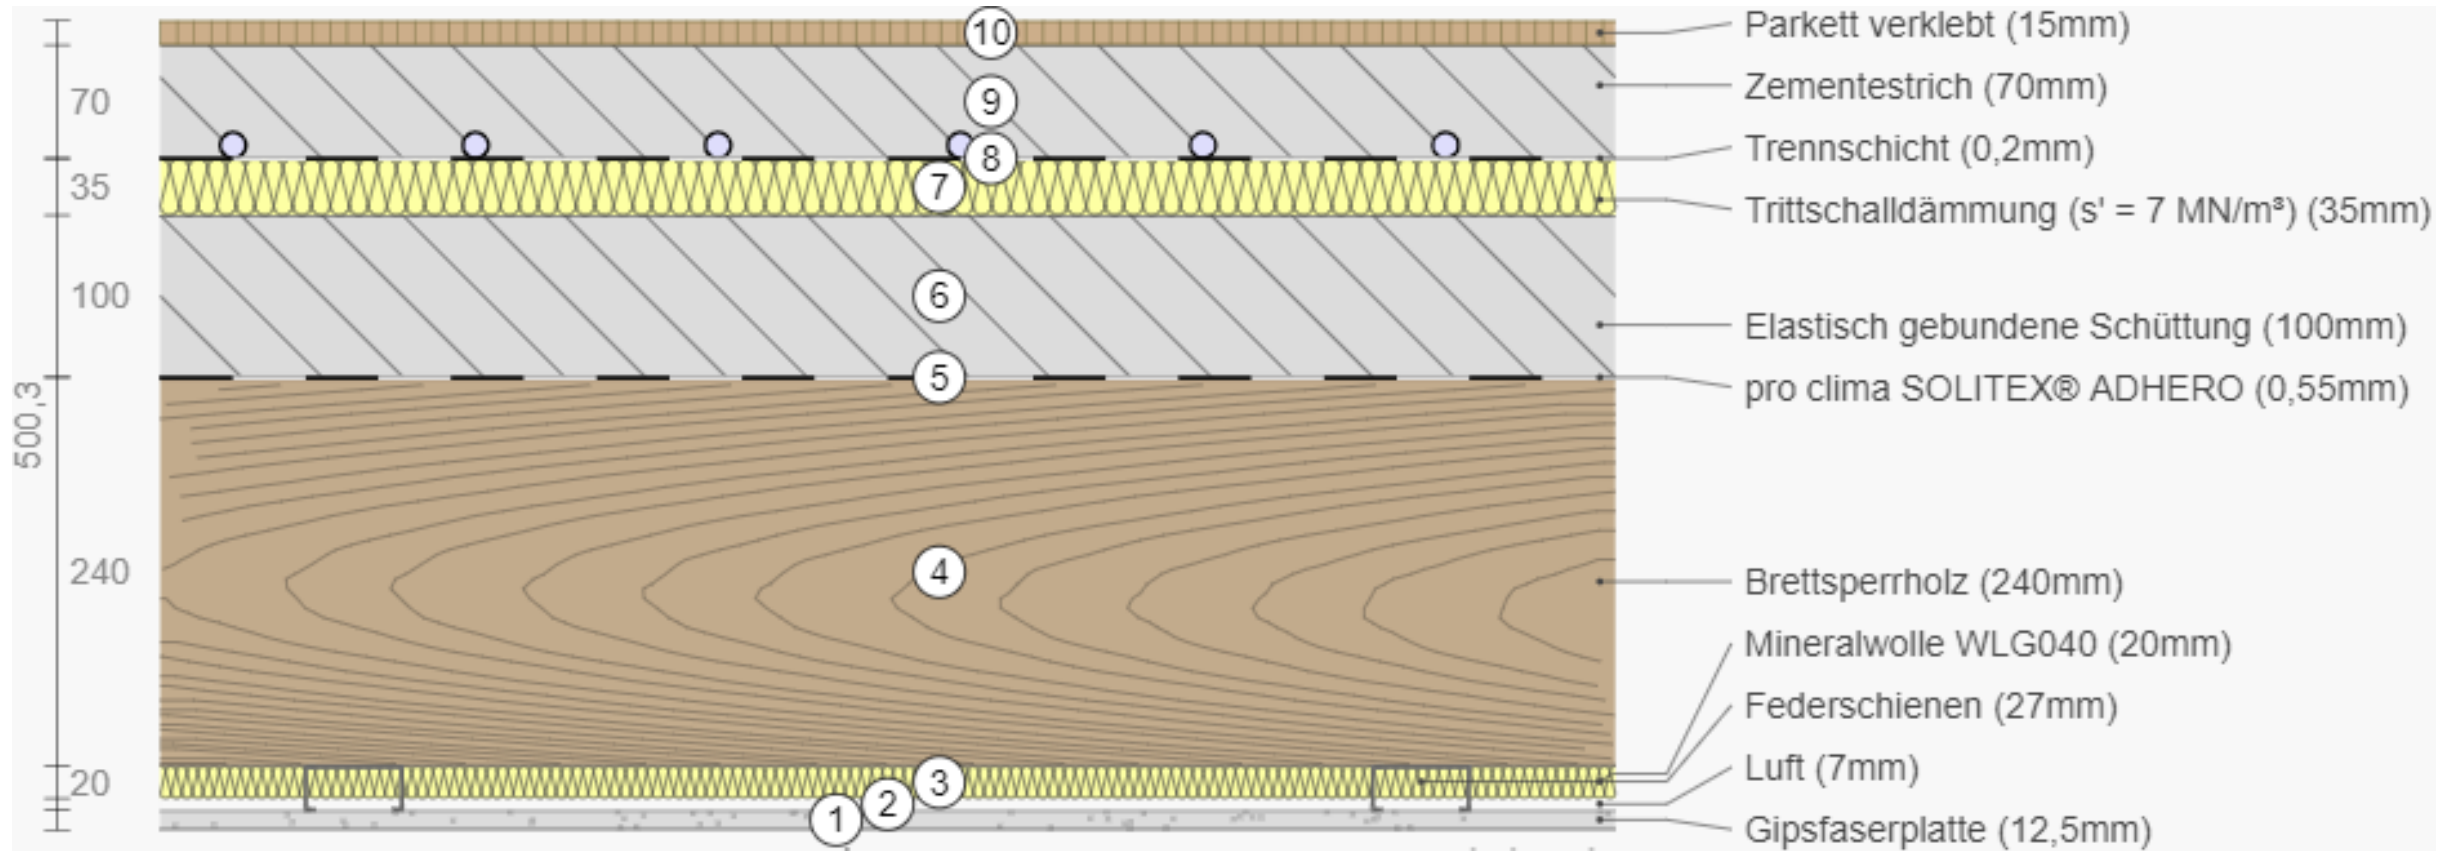 10
Parkett verklebt (15mm)
70
9
Zementestrich (70mm)
8
Trennschicht (0,2mm)
35
7
Trittschalldämmung (s' = 7 MN/m³) (35mm)
100
6
Elastisch gebundene Schüttung (100mm)
5
pro clima SOLITEX® ADHERO (0,55mm)
500,3
240
4
Brettsperrholz (240mm)
Mineralwolle WLG040 (20mm)
Federschienen (27mm)
20
3
Luft (7mm)
2
1
Gipsfaserplatte (12,5mm)